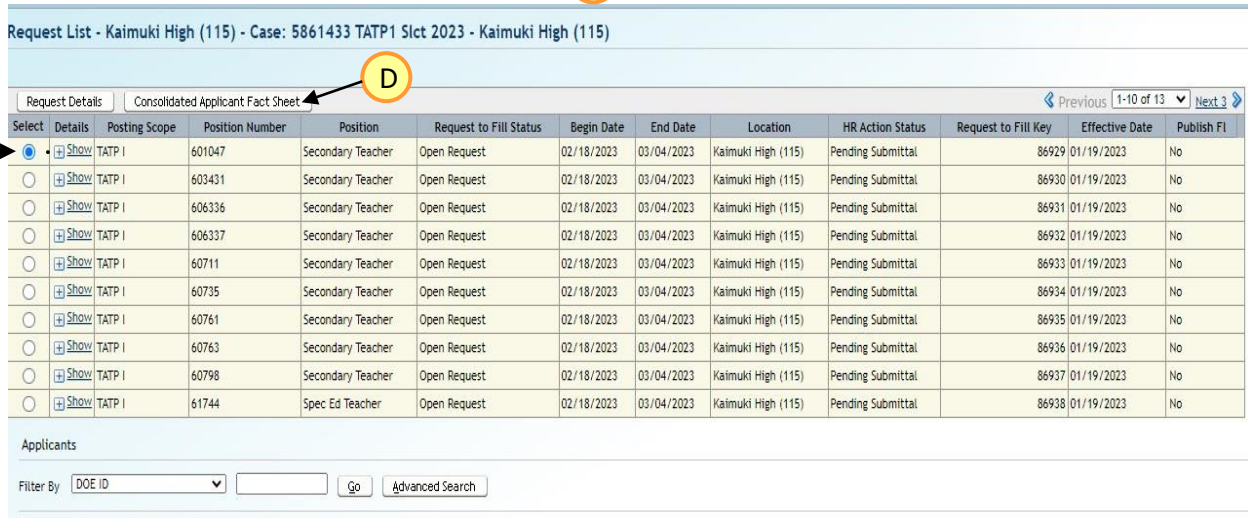 Request List - Kaimuki High (115) - Case: 5861433 TATP1 Slct 2023 - Kaimuki High (115)
D
Request Details Consolidated Applicant Fact Sheet Previous 1-10 of 13 Next 3
Select Details Posting Scope Position Number Position Request to Fill Status Begin Date End Date Location HR Action Status Request to Fill Key Effective Date Publish Fl
Show TATP I 601047 Secondary Teacher Open Request 02/18/2023 03/04/2023 Kaimuki High (115) Pending Submittal 86929 01/19/2023 No
Show TATP I 603431 Secondary Teacher Open Request 02/18/2023 03/04/2023 Kaimuki High (115) Pending Submittal 86930 01/19/2023 No
Show TATP I 606336 Secondary Teacher Open Request 02/18/2023 03/04/2023 Kaimuki High (115) Pending Submittal 86931 01/19/2023 No
Show TATP I 606337 Secondary Teacher Open Request 02/18/2023 03/04/2023 Kaimuki High (115) Pending Submittal 86932 01/19/2023 No
Show TATP I 60711 Secondary Teacher Open Request 02/18/2023 03/04/2023 Kaimuki High (115) Pending Submittal 86933 01/19/2023 No
Show TATP I 60735 Secondary Teacher Open Request 02/18/2023 03/04/2023 Kaimuki High (115) Pending Submittal 86934 01/19/2023 No
Show TATP I 60761 Secondary Teacher Open Request 02/18/2023 03/04/2023 Kaimuki High (115) Pending Submittal 86935 01/19/2023 No
Show TATP I 60763 Secondary Teacher Open Request 02/18/2023 03/04/2023 Kaimuki High (115) Pending Submittal 86936 01/19/2023 No
Show TATP I 60798 Secondary Teacher Open Request 02/18/2023 03/04/2023 Kaimuki High (115) Pending Submittal 86937 01/19/2023 No
Show TATP I 61744 Spec Ed Teacher Open Request 02/18/2023 03/04/2023 Kaimuki High (115) Pending Submittal 86938 01/19/2023 No
Applicants
Filter By DOE ID Go Advanced Search